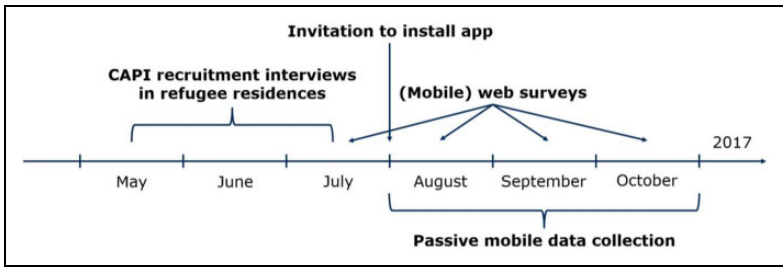 Invitation to install app
CAPI recruitment interviews
in refugee residences
(Mobile) web surveys
2017
May
June
July
August
September
October
Passive mobile data collection